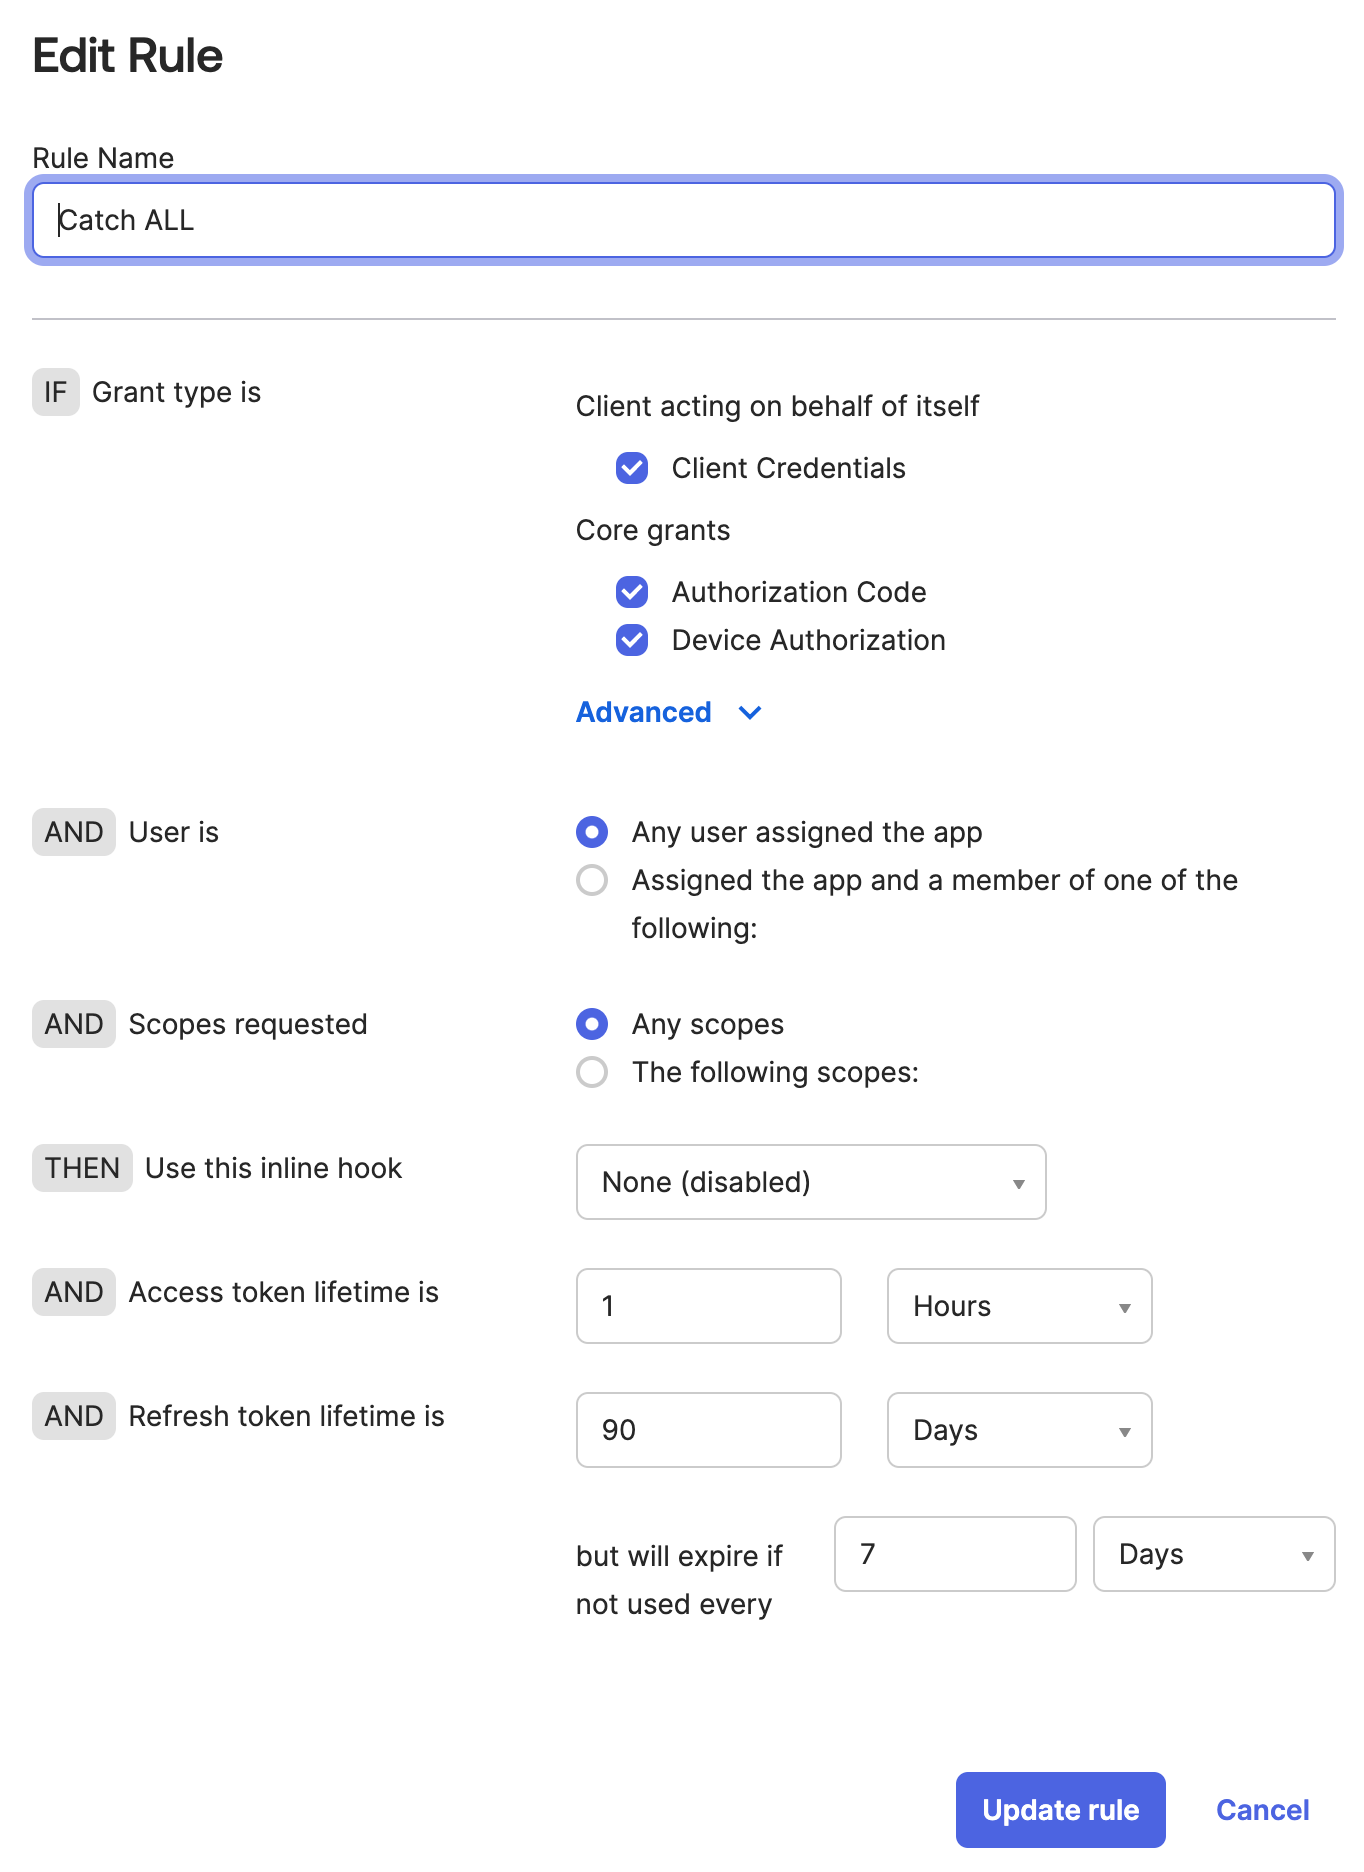 Edit Rule
Rule Name
Catch ALL
IF Grant type is
Client acting on behalf of itself
Client Credentials
Core grants
Authorization Code
Device Authorization
Advanced
AND User is
Any user assigned the app
Assigned the app and a member of one of the
following:
AND Scopes requested
Any scopes
The following scopes:
THEN Use this inline hook
None (disabled)
AND Access token lifetime is
1 Hours
AND Refresh token lifetime is
90 Days
but will expire if
not used every
7 Days
Update rule Cancel